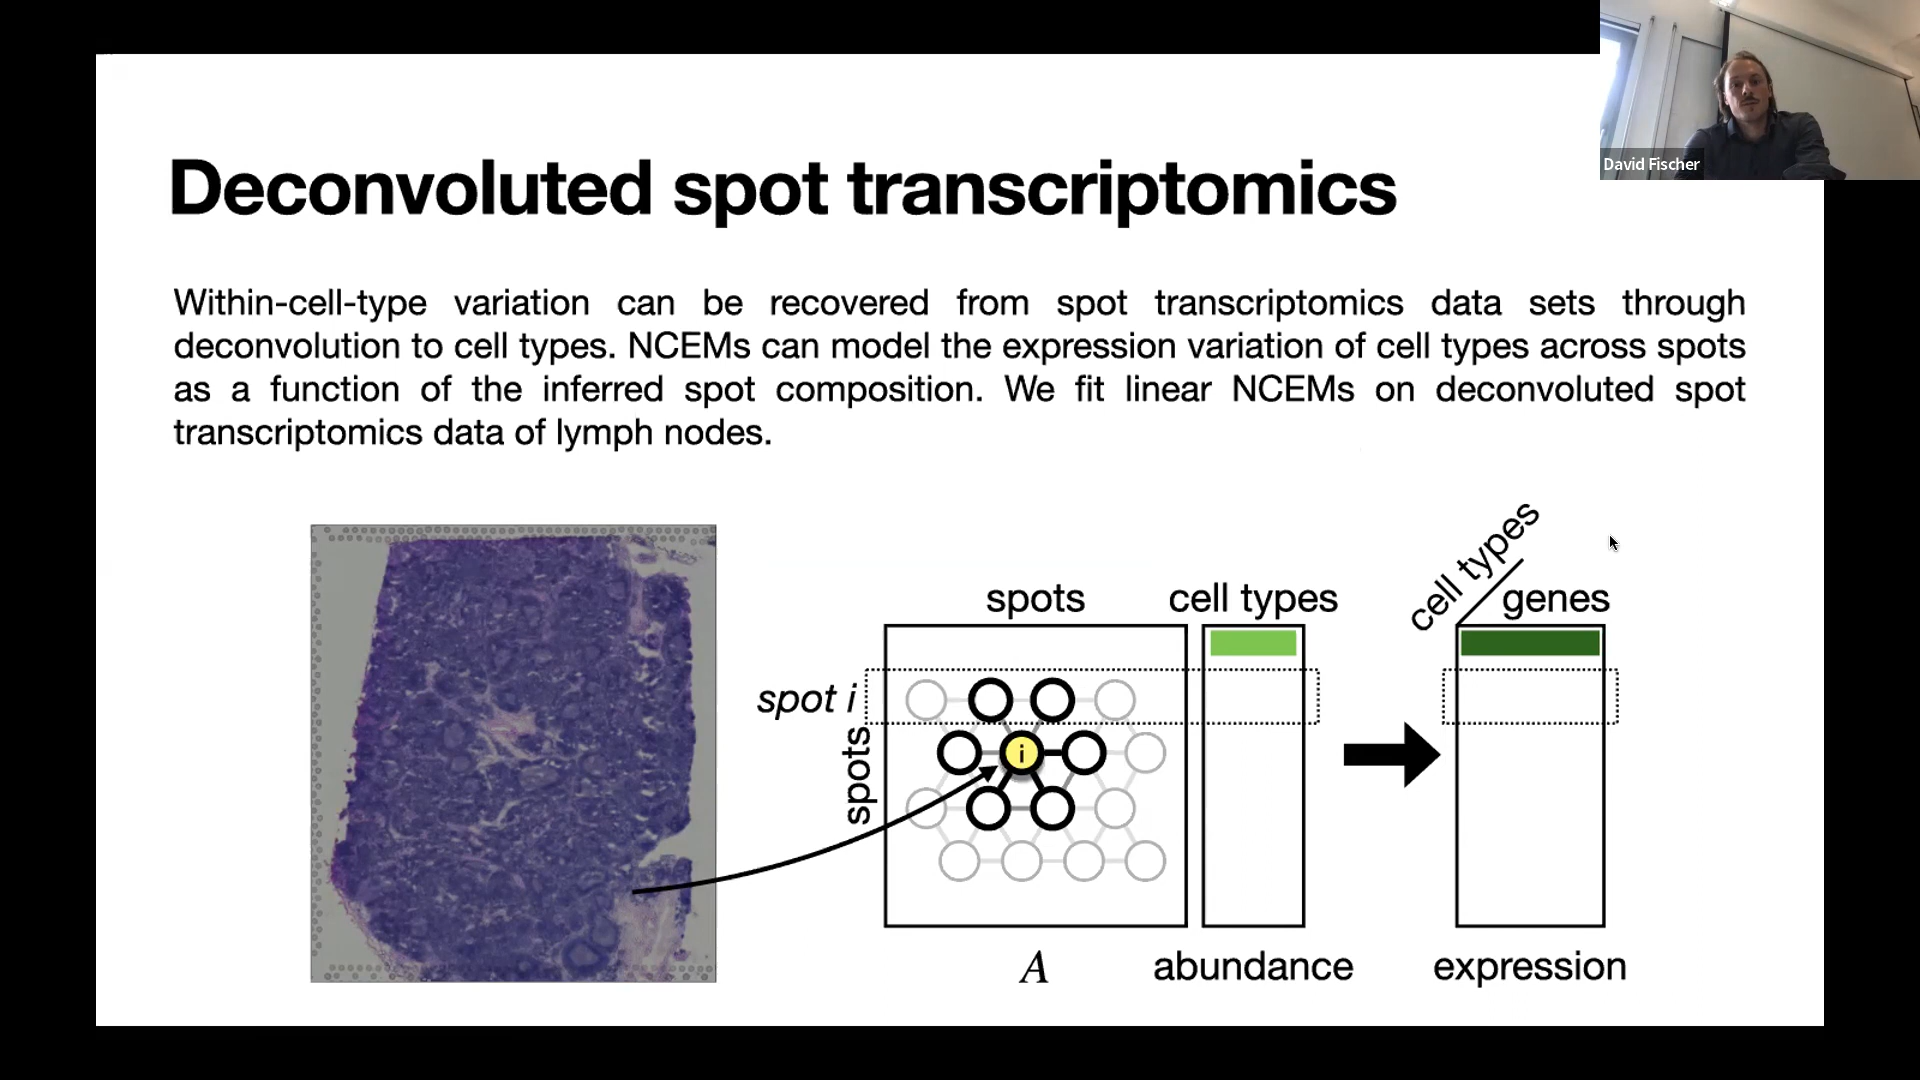 David Fischer
Deconvoluted spot transcriptomics
Within-cell-type variation can be recovered from spot transcriptomics data sets through
deconvolution to cell types. NCEMs can model the expression variation of cell types across spots
as a function of the inferred spot composition. We fit linear NCEMs on deconvoluted spot
transcriptomics data of lymph nodes.
spots
cell types
cell types
genes
spot i
spots
i
A
abundance
expression